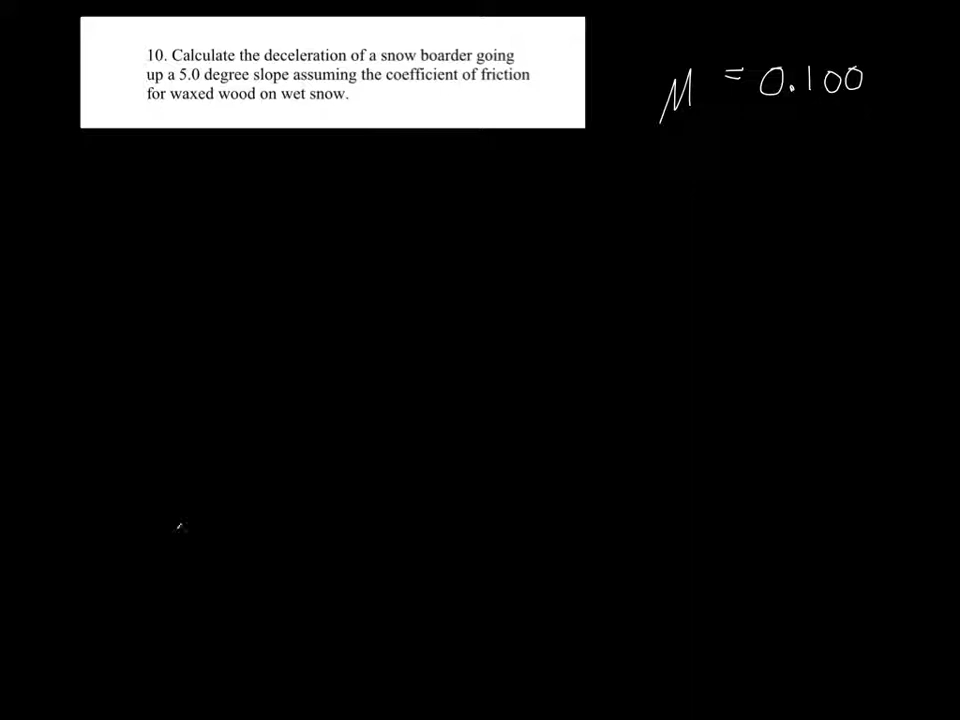 10. Calculate the deceleration of a snow boarder going
up a 5.0 degree slope assuming the coefficient of friction
for waxed wood on wet snow.
μ = 0.100